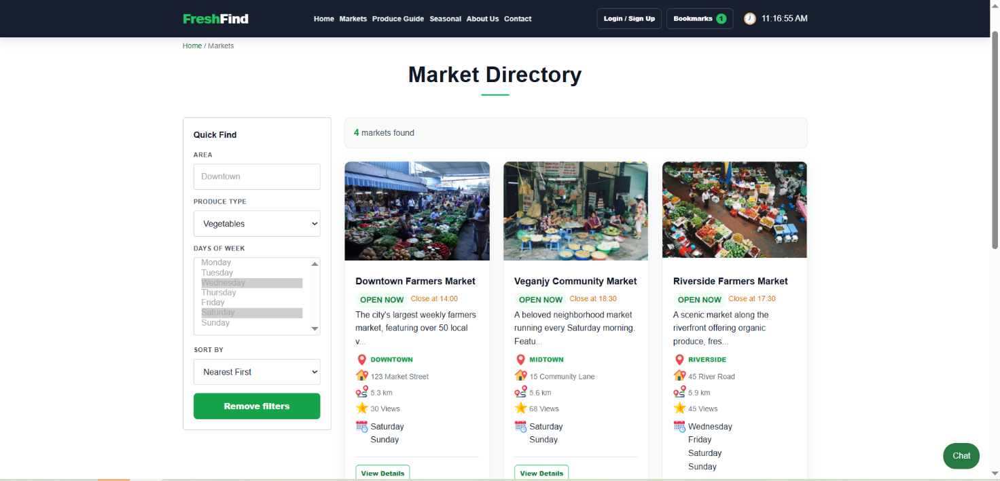 FreshFind
Home Markets Produce Guide Seasonal About Us Contact
Login / Sign Up
Bookmarks 1
11:16:55 AM
Home / Markets
Market Directory
Quick Find
AREA
Downtown
PRODUCE TYPE
Vegetables
DAYS OF WEEK
Monday
Tuesday
Wednesday
Thursday
Friday
Saturday
Sunday
SORT BY
Nearest First
Remove filters
4 markets found
Downtown Farmers Market
OPEN NOW Close at 14:00
The city's largest weekly farmers
market, featuring over 50 local
v...
DOWNTOWN
123 Market Street
5.3 km
30 Views
Saturday
Sunday
View Details
Veganjy Community Market
OPEN NOW Close at 18:30
A beloved neighborhood market
running every Saturday morning.
Featu...
MIDTOWN
15 Community Lane
5.6 km
68 Views
Saturday
Sunday
View Details
Riverside Farmers Market
OPEN NOW Close at 17:30
A scenic market along the
riverfront offering organic
produce, fres...
RIVERSIDE
45 River Road
5.9 km
45 Views
Wednesday
Friday
Saturday
Sunday
Chat